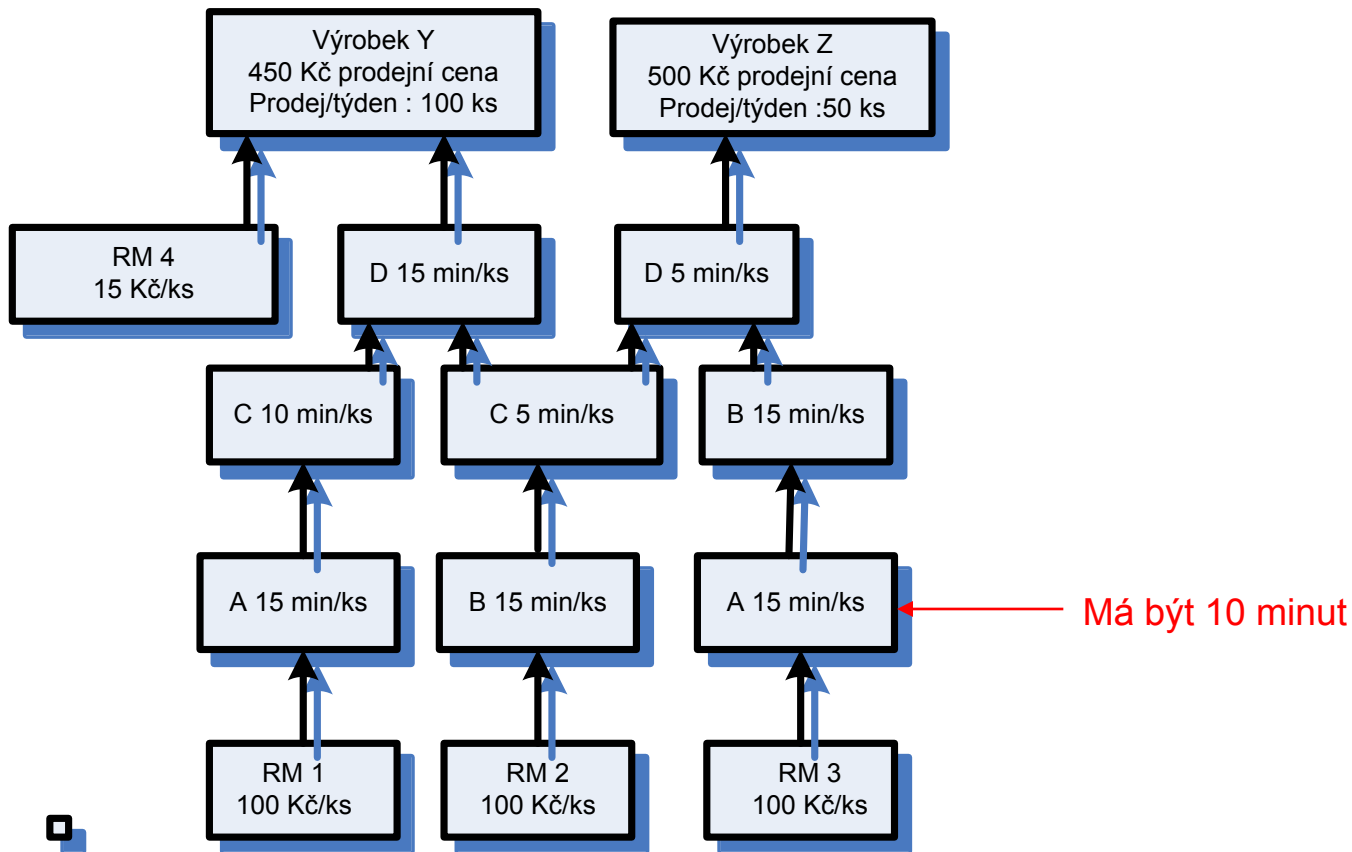 Výrobek Y
450 Kč prodejní cena
Prodej/týden : 100 ks
Výrobek Z
500 Kč prodejní cena
Prodej/týden :50 ks
RM 4
15 Kč/ks
D 15 min/ks
D 5 min/ks
C 10 min/ks
C 5 min/ks
B 15 min/ks
A 15 min/ks
B 15 min/ks
A 15 min/ks
Má být 10 minut
RM 1
100 Kč/ks
RM 2
100 Kč/ks
RM 3
100 Kč/ks